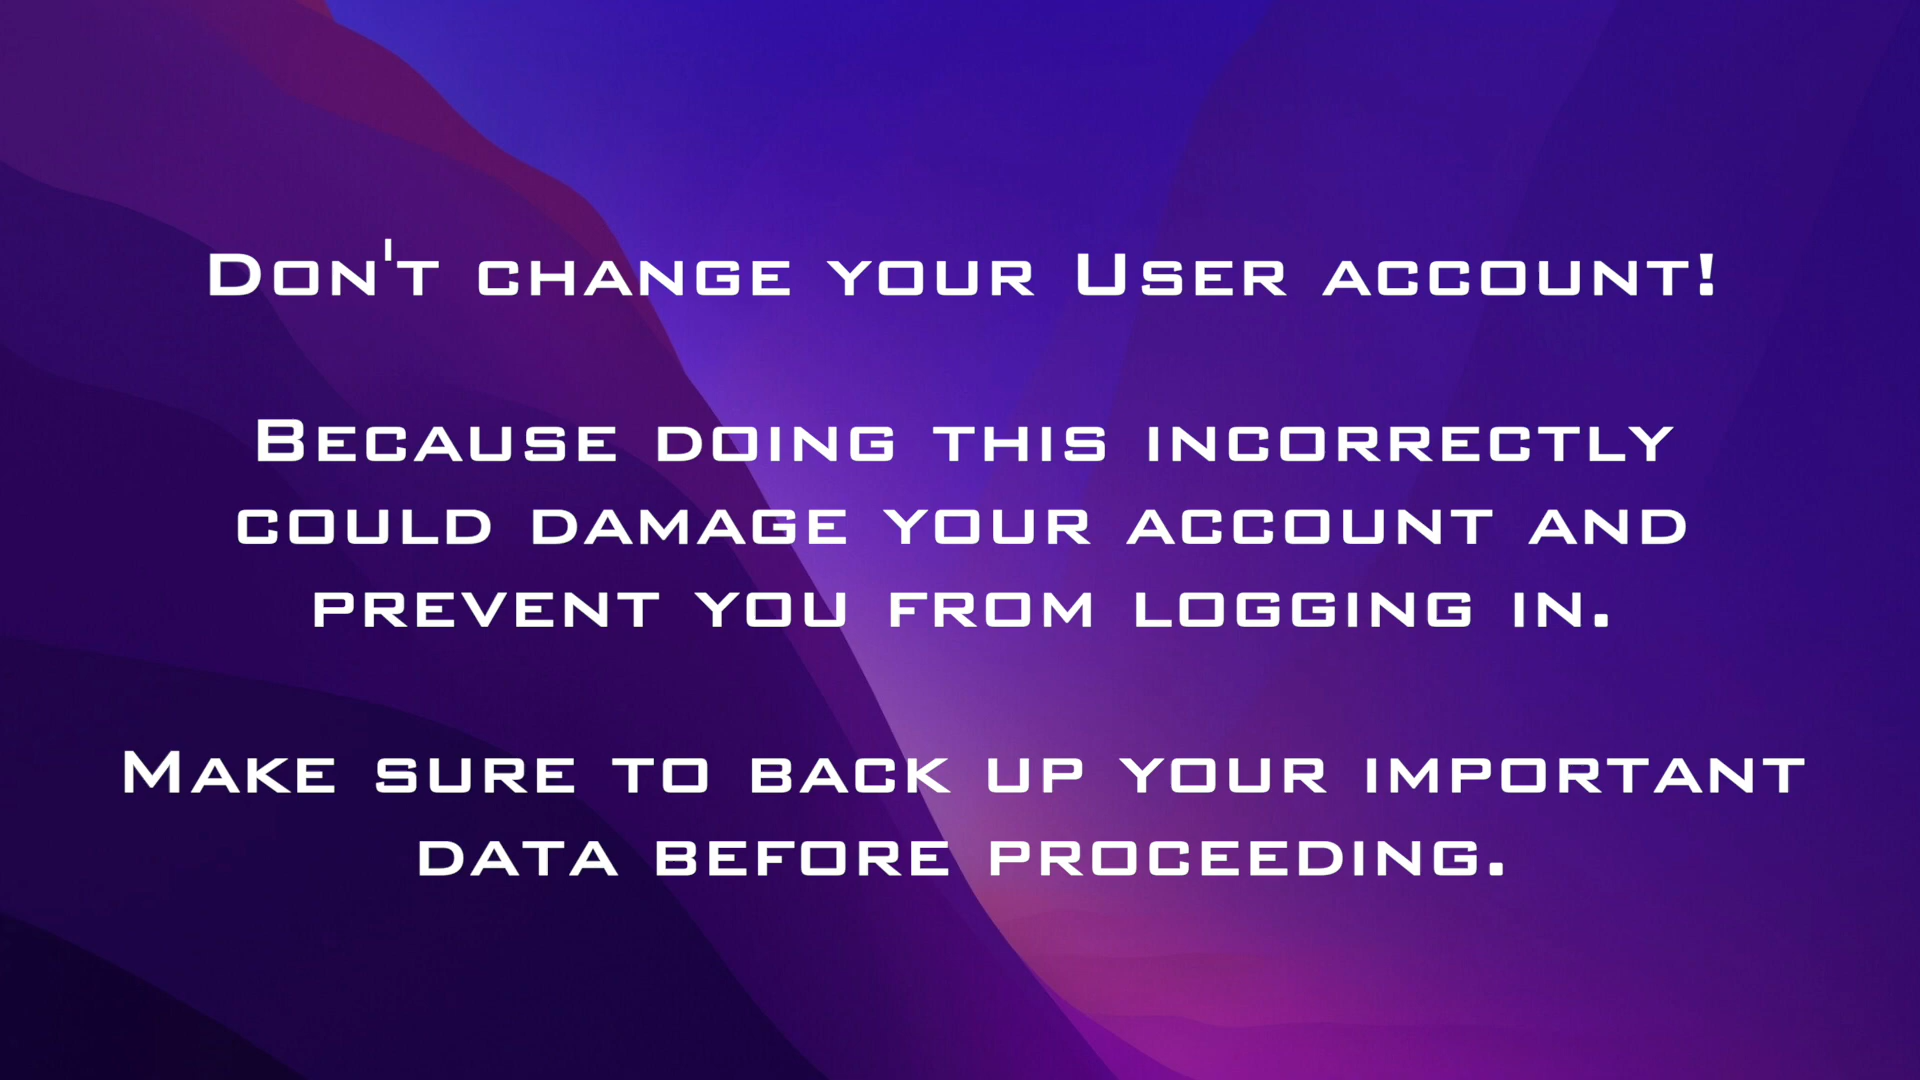 Don't change your User account!
Because doing this incorrectly
could damage your account and
prevent you from logging in.
Make sure to back up your important
data before proceeding.